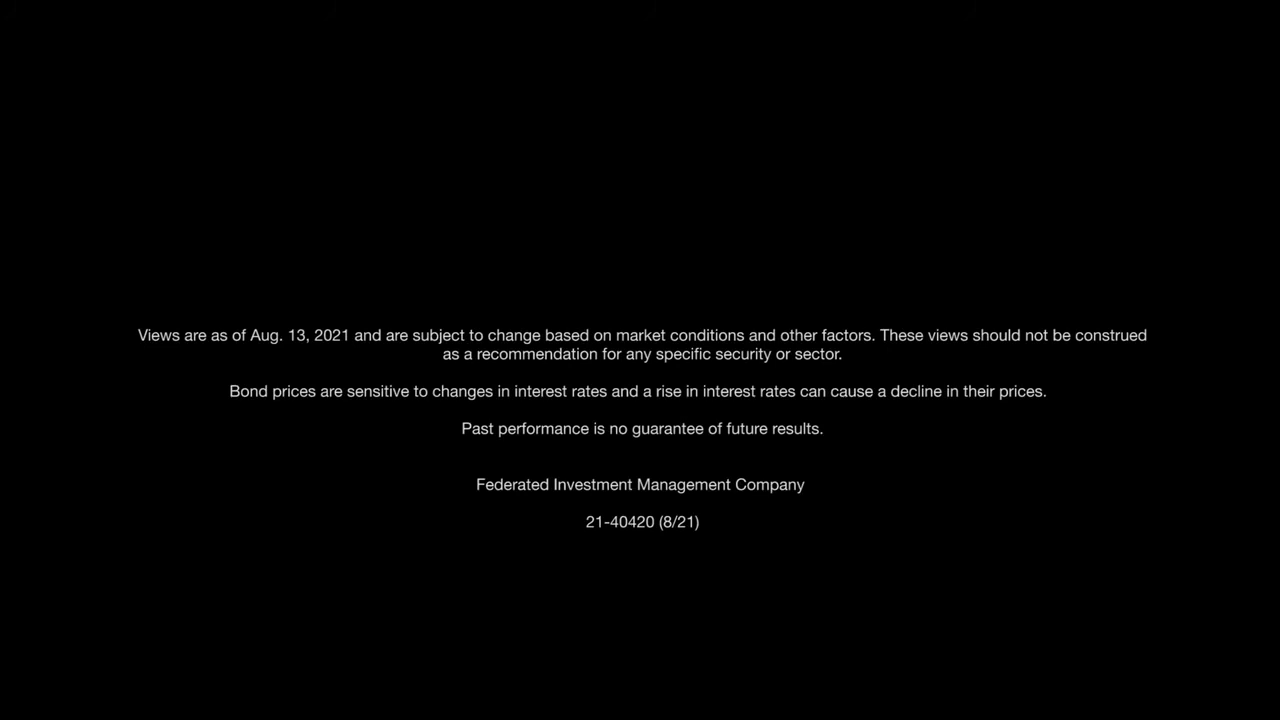 Views are as of Aug. 13, 2021 and are subject to change based on market conditions and other factors. These views should not be construed
as a recommendation for any specific security or sector.
Bond prices are sensitive to changes in interest rates and a rise in interest rates can cause a decline in their prices.
Past performance is no guarantee of future results.
Federated Investment Management Company
21-40420 (8/21)